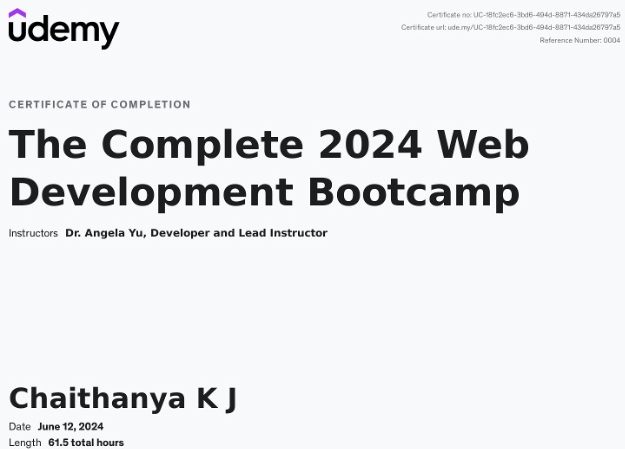 udemy
Certificate no: UC-18fc2ec6-3bd6-494d-8871-434da26797a5
Certificate url: ude.my/UC-18fc2ec6-3bd6-494d-8871-434da26797a5
Reference Number: 0004
CERTIFICATE OF COMPLETION
The Complete 2024 Web
Development Bootcamp
Instructors Dr. Angela Yu, Developer and Lead Instructor
Chaithanya K J
Date June 12, 2024
Length 61.5 total hours